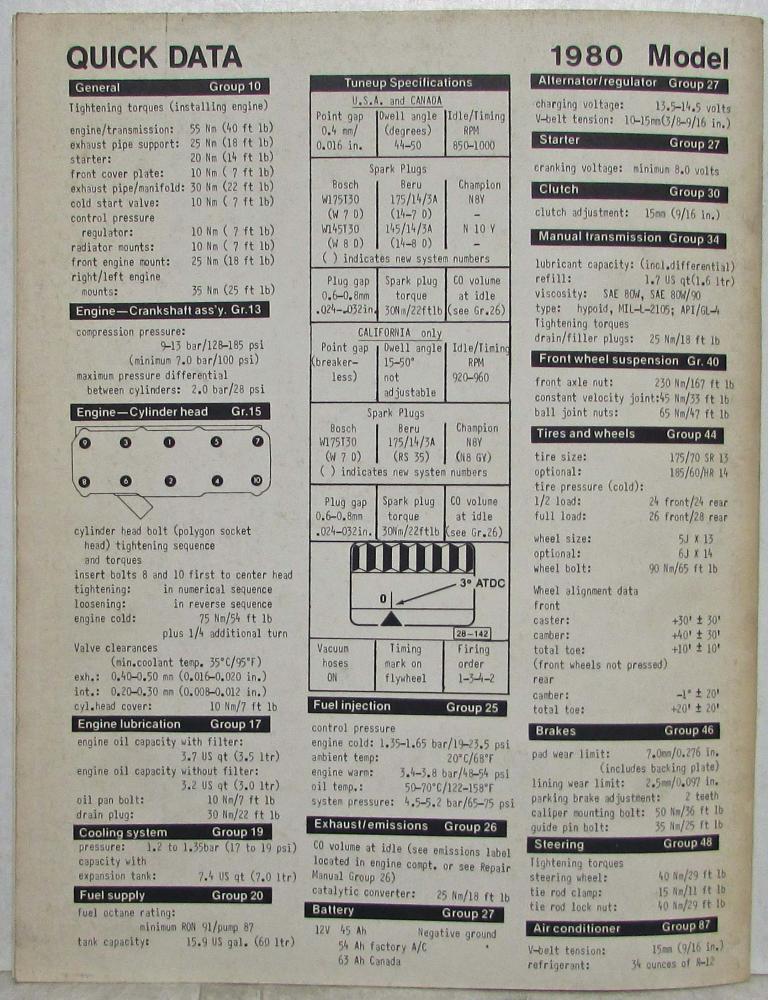 QUICK DATA
1980 Model
General Group 10
Tightening torques (installing engine)
engine/transmission: 55 Nm (40 ft lb)
exhaust pipe support: 25 Nm (18 ft lb)
starter: 20 Nm (14 ft lb)
front cover plate: 10 Nm ( 7 ft lb)
exhaust pipe/manifold: 30 Nm (22 ft lb)
cold start valve: 10 Nm ( 7 ft lb)
control pressure
regulator: 10 Nm ( 7 ft lb)
radiator mounts: 10 Nm ( 7 ft lb)
front engine mount: 25 Nm (18 ft lb)
right/left engine
mounts: 35 Nm (25 ft lb)
Engine—Crankshaft ass'y. Gr.13
compression pressure:
9-13 bar/128-185 psi
(minimum 7.0 bar/100 psi)
maximum pressure differential
between cylinders: 2.0 bar/28 psi
Engine—Cylinder head Gr.15
9 3 1 5 7
8 6 2 4 10
cylinder head bolt (polygon socket
head) tightening sequence
and torques
insert bolts 8 and 10 first to center head
tightening: in numerical sequence
loosening: in reverse sequence
engine cold: 75 Nm/54 ft lb
plus 1/4 additional turn
Valve clearances
(min.coolant temp. 35°C/95°F)
exh.: 0.40-0.50 mm (0.016-0.020 in.)
int.: 0.20-0.30 mm (0.008-0.012 in.)
cyl.head cover: 10 Nm/7 ft lb
Engine lubrication Group 17
engine oil capacity with filter:
3.7 US qt (3.5 ltr)
engine oil capacity without filter:
3.2 US qt (3.0 ltr)
oil pan bolt: 10 Nm/7 ft lb
drain plug: 30 Nm/22 ft lb
Cooling system Group 19
pressure: 1.2 to 1.35bar (17 to 19 psi)
capacity with
expansion tank: 7.4 US qt (7.0 ltr)
Fuel supply Group 20
fuel octane rating:
minimum RON 91/pump 87
tank capacity: 15.9 US gal. (60 ltr)
Tuneup Specifications
U.S.A. and CANADA
Point gap Dwell angle Idle/Timing
0.4 mm/ (degrees) RPM
0.016 in. 44-50 850-1000
Spark Plugs
Bosch Beru Champion
W175T30 175/14/3A N8Y
(W 7 D) (14-7 D) -
W145T30 145/14/3A N 10 Y
(W 8 D) (14-8 D) -
( ) indicates new system numbers
Plug gap Spark plug CO volume
0.6-0.8mm torque at idle
.024-.032in. 30Nm/22ftlb (see Gr.26)
CALIFORNIA only
Point gap Dwell angle Idle/Timing
(breaker- 15-50° RPM
less) not 920-960
adjustable
Spark Plugs
Bosch Beru Champion
W175T30 175/14/3A N8Y
(W 7 D) (RS 35) (N8 GY)
( ) indicates new system numbers
Plug gap Spark plug CO volume
0.6-0.8mm torque at idle
.024-032in. 30Nm/22ftlb (see Gr.26)
3° ATDC
0
28-142
Vacuum Timing Firing
hoses mark on order
ON flywheel 1-3-4-2
Fuel injection Group 25
control pressure
engine cold: 1.35-1.65 bar/19-23.5 psi
ambient temp: 20°C/68°F
engine warm: 3.4-3.8 bar/48-54 psi
oil temp.: 50-70°C/122-158°F
system pressure: 4.5-5.2 bar/65-75 psi
Exhaust/emissions Group 26
CO volume at idle (see emissions label
located in engine compt. or see Repair
Manual Group 26)
catalytic converter: 25 Nm/18 ft lb
Battery Group 27
12V 45 Ah Negative ground
54 Ah factory A/C
63 Ah Canada
Alternator/regulator Group 27
charging voltage: 13.5-14.5 volts
V-belt tension: 10-15mm(3/8-9/16 in.)
Starter Group 27
cranking voltage: minimum 8.0 volts
Clutch Group 30
clutch adjustment: 15mm (9/16 in.)
Manual transmission Group 34
lubricant capacity: (incl.differential)
refill: 1.7 US qt(1.6 ltr)
viscosity: SAE 80W, SAE 80W/90
type: hypoid, MIL-L-2105; API/GL-4
Tightening torques
drain/filler plugs: 25 Nm/18 ft lb
Front wheel suspension Gr. 40
front axle nut: 230 Nm/167 ft lb
constant velocity joint:45 Nm/33 ft lb
ball joint nuts: 65 Nm/47 ft lb
Tires and wheels Group 44
tire size: 175/70 SR 13
optional: 185/60/HR 14
tire pressure (cold):
1/2 load: 24 front/24 rear
full load: 26 front/28 rear
wheel size: 5J X 13
optional: 6J X 14
wheel bolt: 90 Nm/65 ft lb
Wheel alignment data
front
caster: +30' ± 30'
camber: +40' ± 30'
total toe: +10' ± 10'
(front wheels not pressed)
rear
camber: -1° ± 20'
total toe: +20' ± 20'
Brakes Group 46
pad wear limit: 7.0mm/0.276 in.
(includes backing plate)
lining wear limit: 2.5mm/0.097 in.
parking brake adjustment: 2 teeth
caliper mounting bolt: 50 Nm/36 ft lb
guide pin bolt: 35 Nm/25 ft lb
Steering Group 48
Tightening torques
steering wheel: 40 Nm/29 ft lb
tie rod clamp: 15 Nm/11 ft lb
tie rod lock nut: 40 Nm/29 ft lb
Air conditioner Group 87
V-belt tension: 15mm (9/16 in.)
refrigerant: 34 ounces of R-12